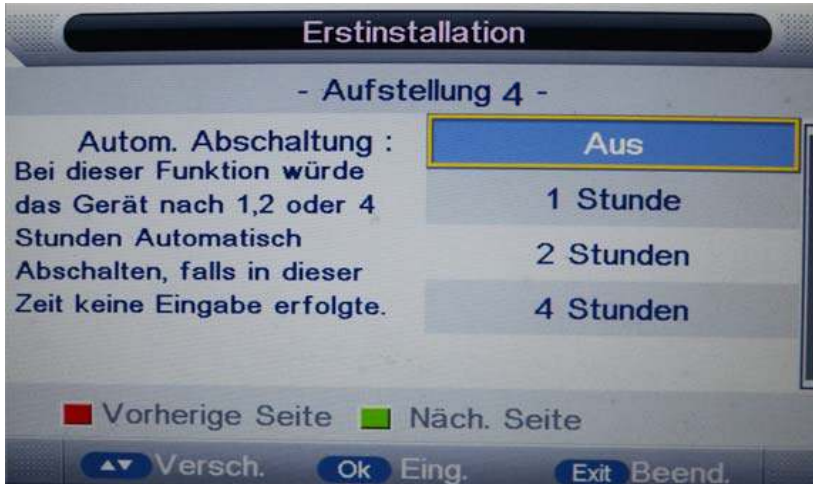 Erstinstallation
- Aufstellung 4 -
Autom. Abschaltung :
Bei dieser Funktion würde
das Gerät nach 1,2 oder 4
Stunden Automatisch
Abschalten, falls in dieser
Zeit keine Eingabe erfolgte.
Aus
1 Stunde
2 Stunden
4 Stunden
Vorherige Seite Näch. Seite
Versch. Ok Eing. Exit Beend.